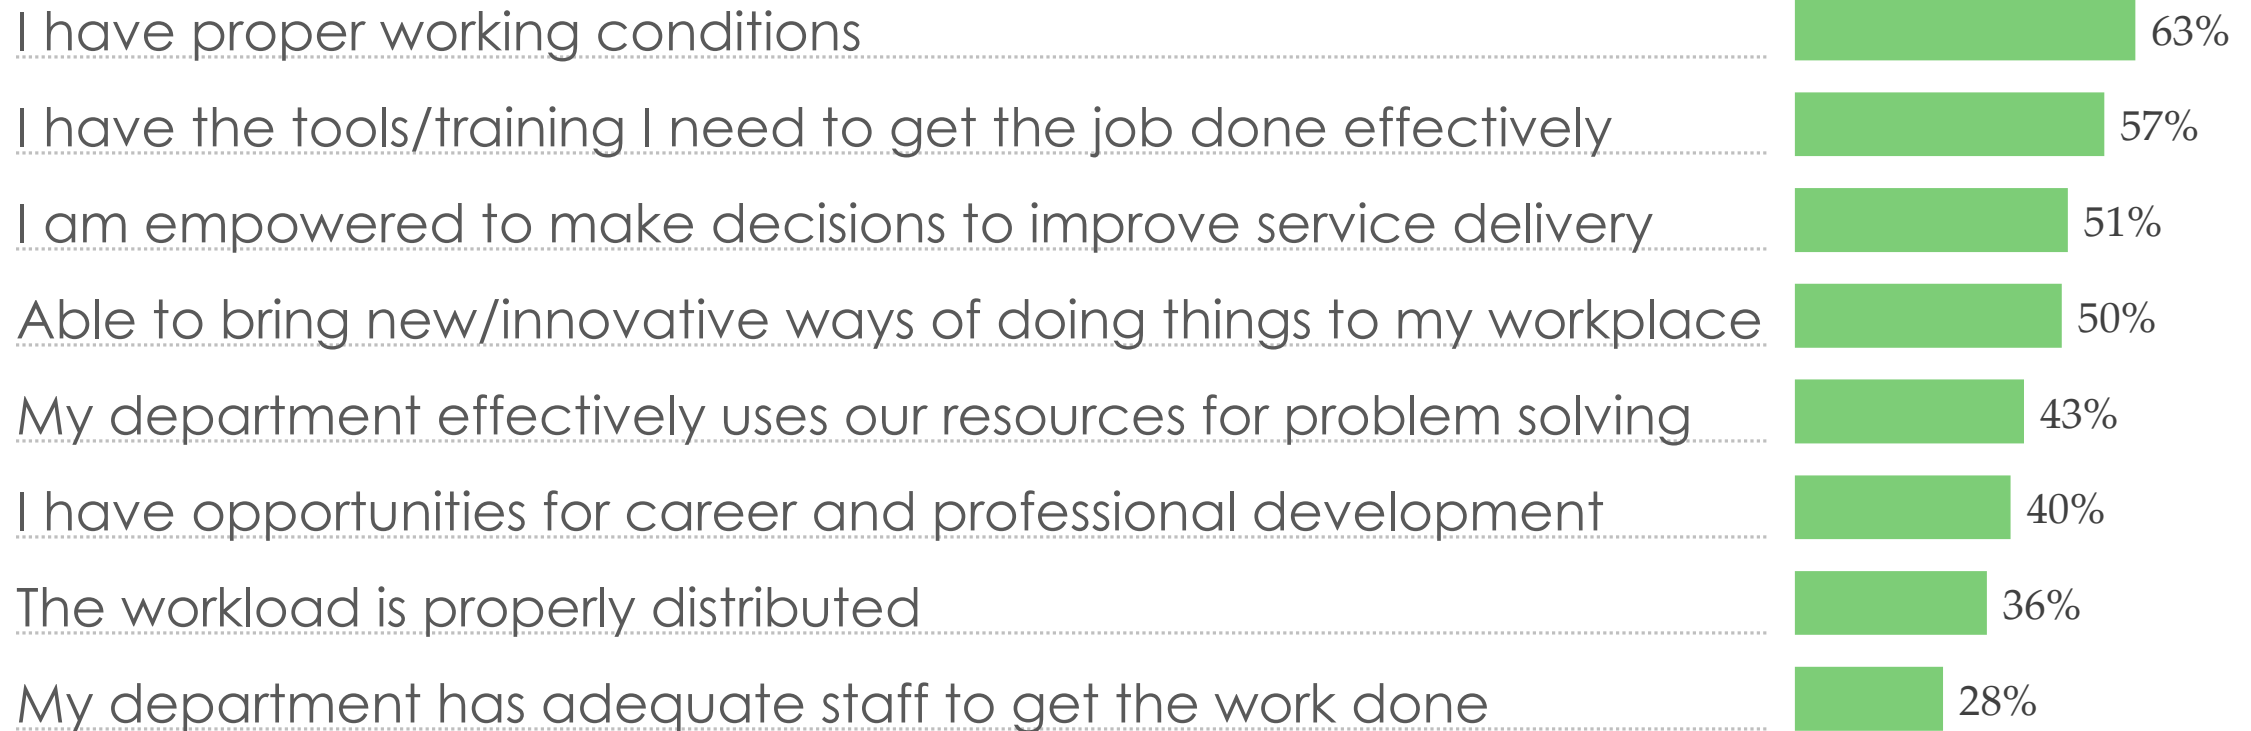 I have proper working conditions 63%
I have the tools/training I need to get the job done effectively 57%
I am empowered to make decisions to improve service delivery 51%
Able to bring new/innovative ways of doing things to my workplace 50%
My department effectively uses our resources for problem solving 43%
I have opportunities for career and professional development 40%
The workload is properly distributed 36%
My department has adequate staff to get the work done 28%